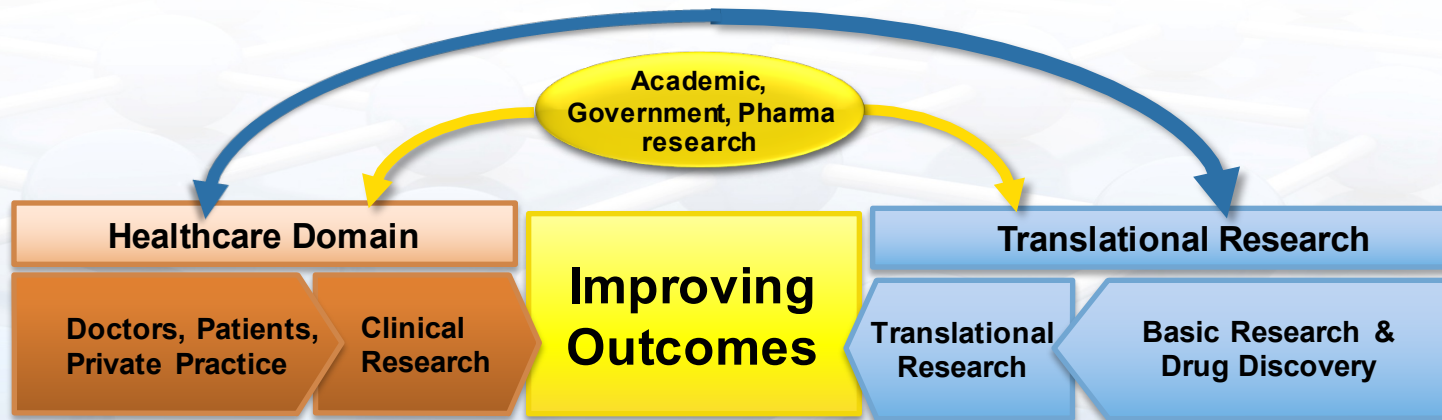 Academic,
Government, Pharma
research
Healthcare Domain
Translational Research
Doctors, Patients,
Private Practice
Clinical
Research
Improving
Outcomes
Translational
Research
Basic Research &
Drug Discovery